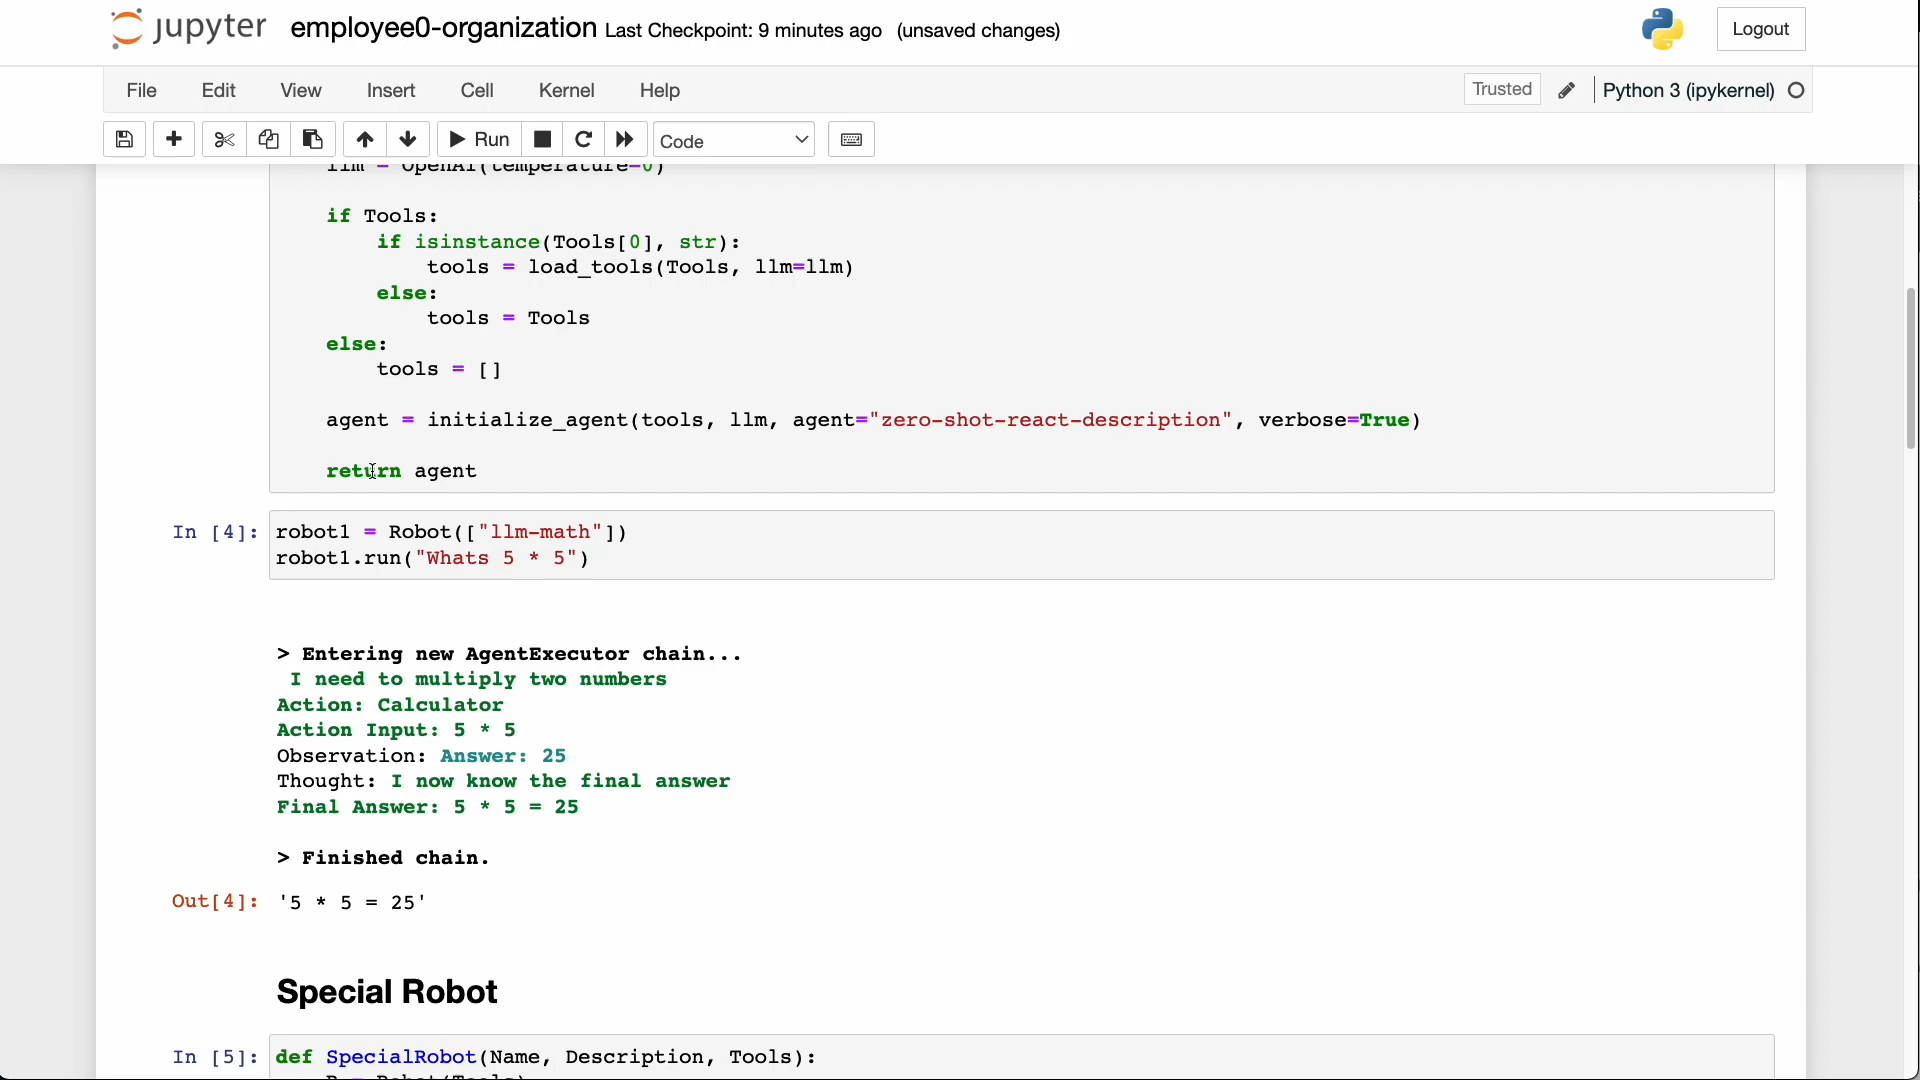 jupyter employee0-organization Last Checkpoint: 9 minutes ago (unsaved changes) Logout
File Edit View Insert Cell Kernel Help Trusted Python 3 (ipykernel)
Run Code
llm = OpenAI(temperature=0)
if Tools:
if isinstance(Tools[0], str):
tools = load_tools(Tools, llm=llm)
else:
tools = Tools
else:
tools = []
agent = initialize_agent(tools, llm, agent="zero-shot-react-description", verbose=True)
return agent
In [4]: robot1 = Robot(["llm-math"])
robot1.run("Whats 5 * 5")
> Entering new AgentExecutor chain...
I need to multiply two numbers
Action: Calculator
Action Input: 5 * 5
Observation: Answer: 25
Thought: I now know the final answer
Final Answer: 5 * 5 = 25
> Finished chain.
Out[4]: '5 * 5 = 25'
Special Robot
In [5]: def SpecialRobot(Name, Description, Tools):